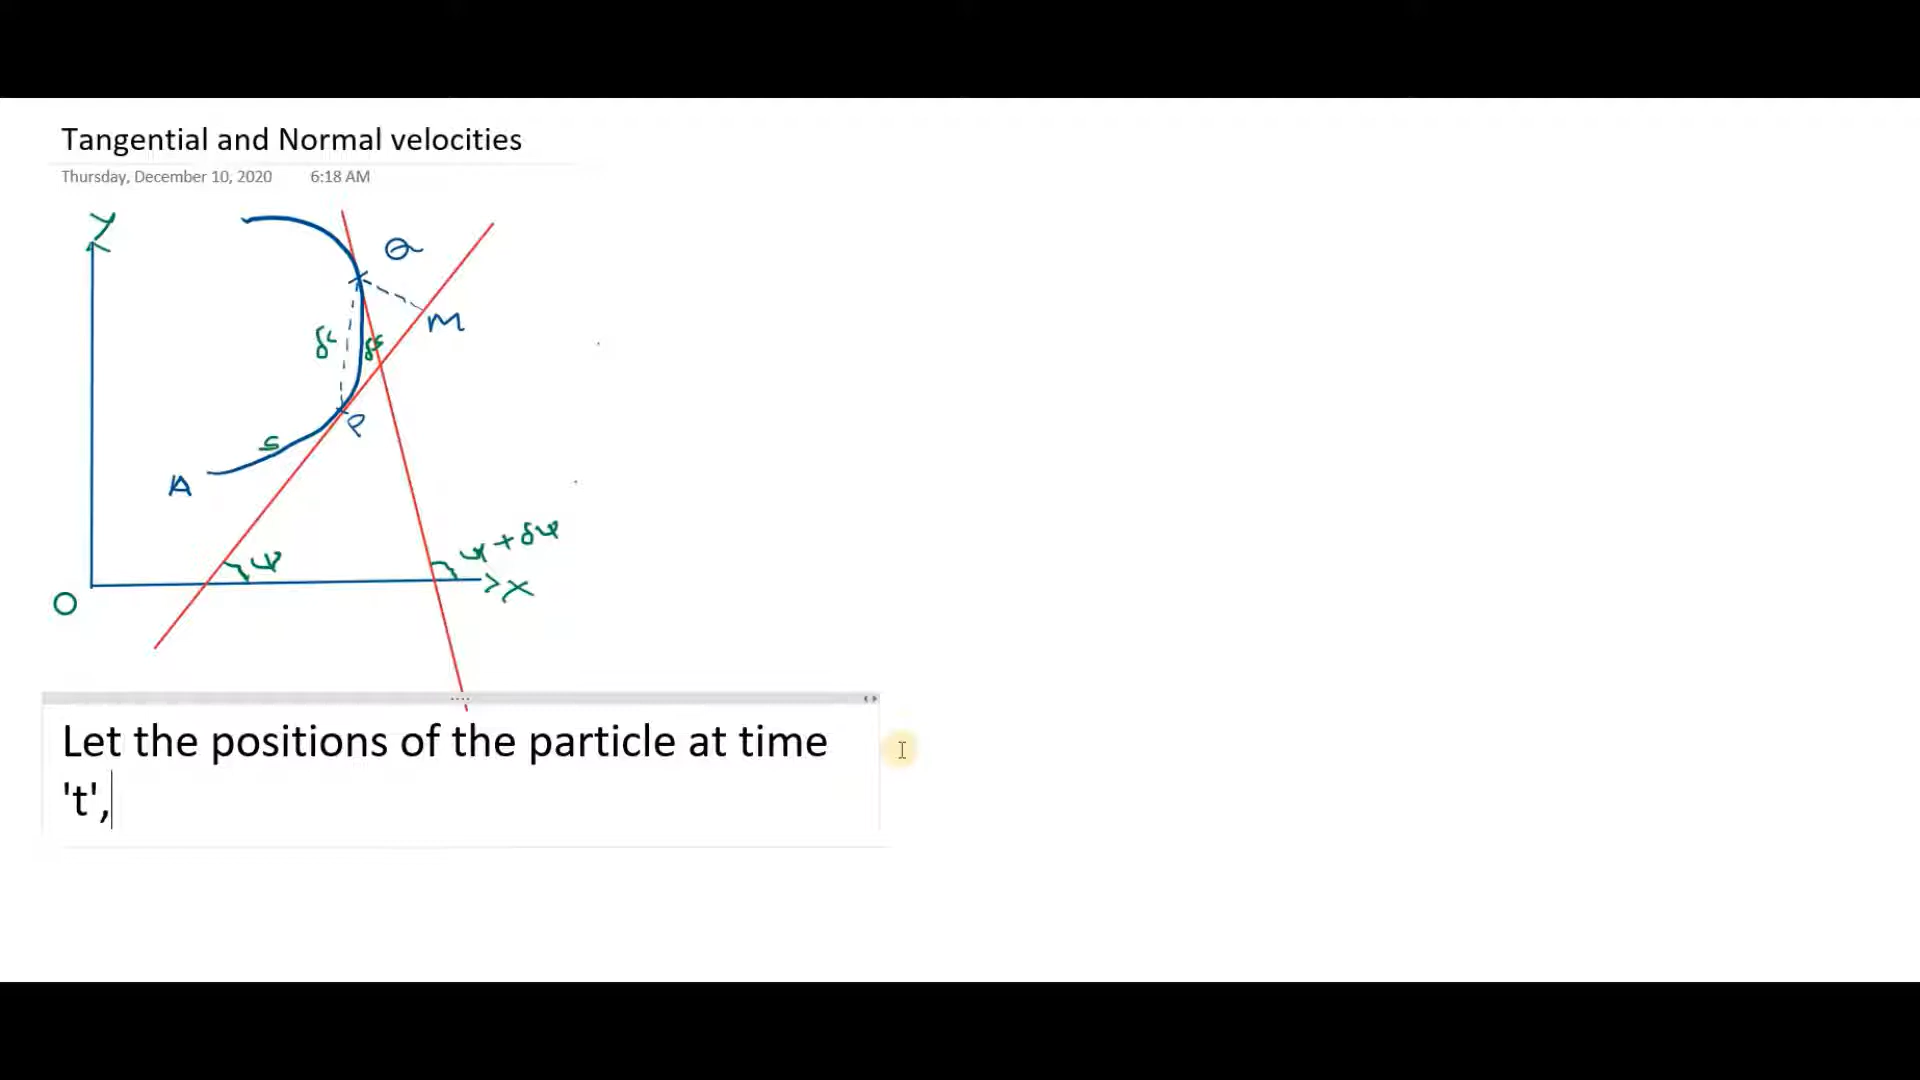 Tangential and Normal velocities
Thursday, December 10, 2020 6:18 AM
Y
Q
M
δc
δs
P
S
A
ψ
ψ + δψ
X
O
Let the positions of the particle at time
't',